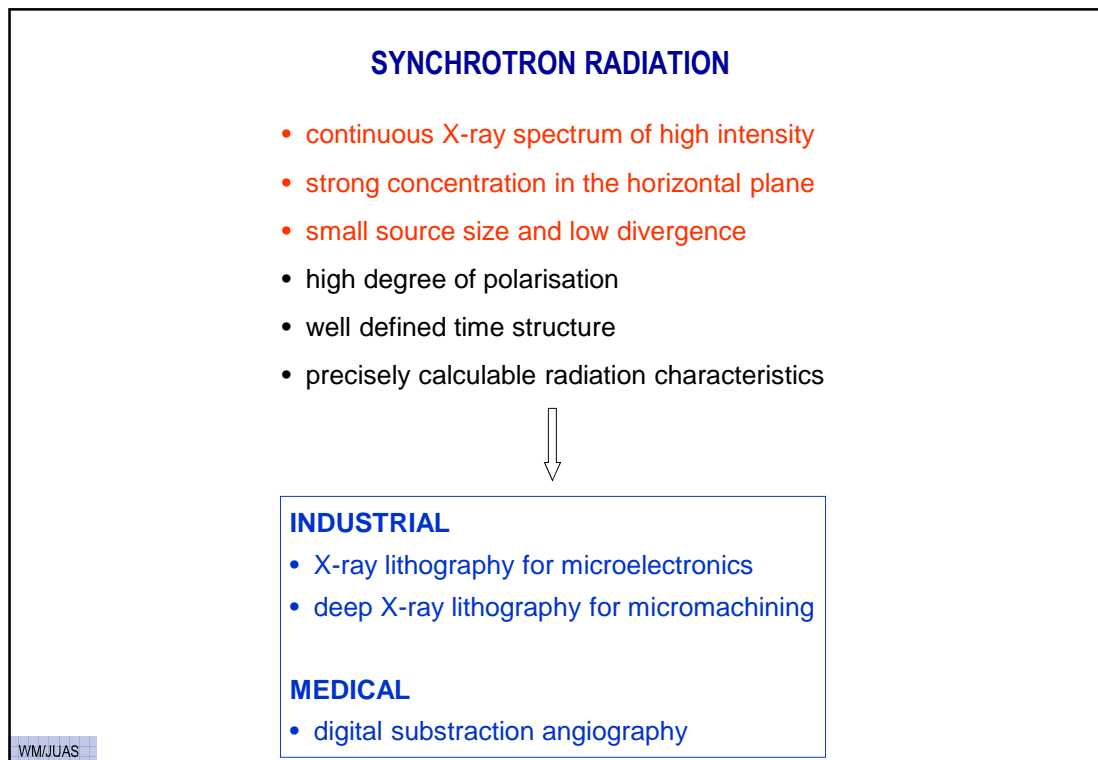 SYNCHROTRON RADIATION
• continuous X-ray spectrum of high intensity
• strong concentration in the horizontal plane
• small source size and low divergence
• high degree of polarisation
• well defined time structure
• precisely calculable radiation characteristics
INDUSTRIAL
• X-ray lithography for microelectronics
• deep X-ray lithography for micromachining
MEDICAL
• digital substraction angiography
WM/JUAS